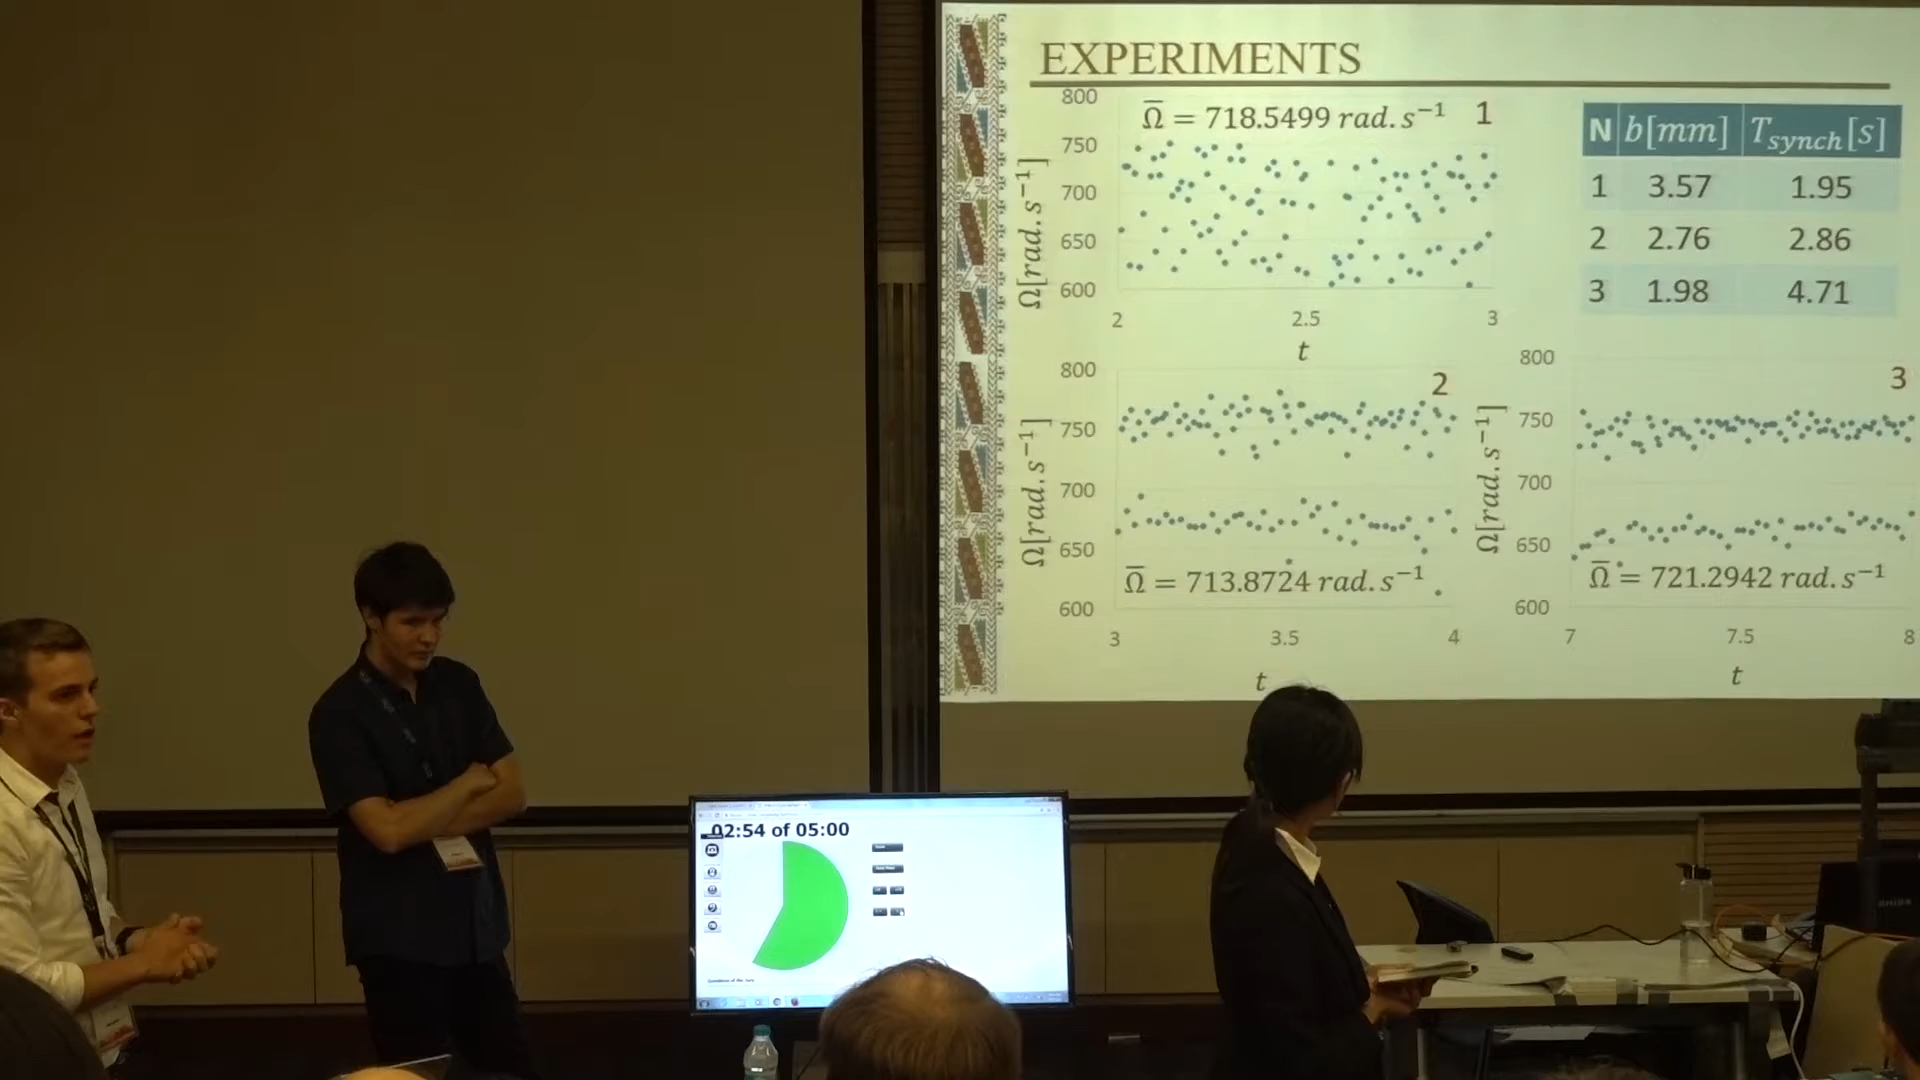 EXPERIMENTS
800
750
700
650
600
Ω[rad.s⁻¹]
Ω̅ = 718.5499 rad.s⁻¹
1
2
2.5
3
t
N b[mm] Tsynch[s]
1 3.57 1.95
2 2.76 2.86
3 1.98 4.71
800
750
700
650
600
Ω[rad.s⁻¹]
2
Ω̅ = 713.8724 rad.s⁻¹
3
3.5
4
t
800
750
700
650
600
Ω[rad.s⁻¹]
3
Ω̅ = 721.2942 rad.s⁻¹
7
7.5
8
t
02:54 of 05:00